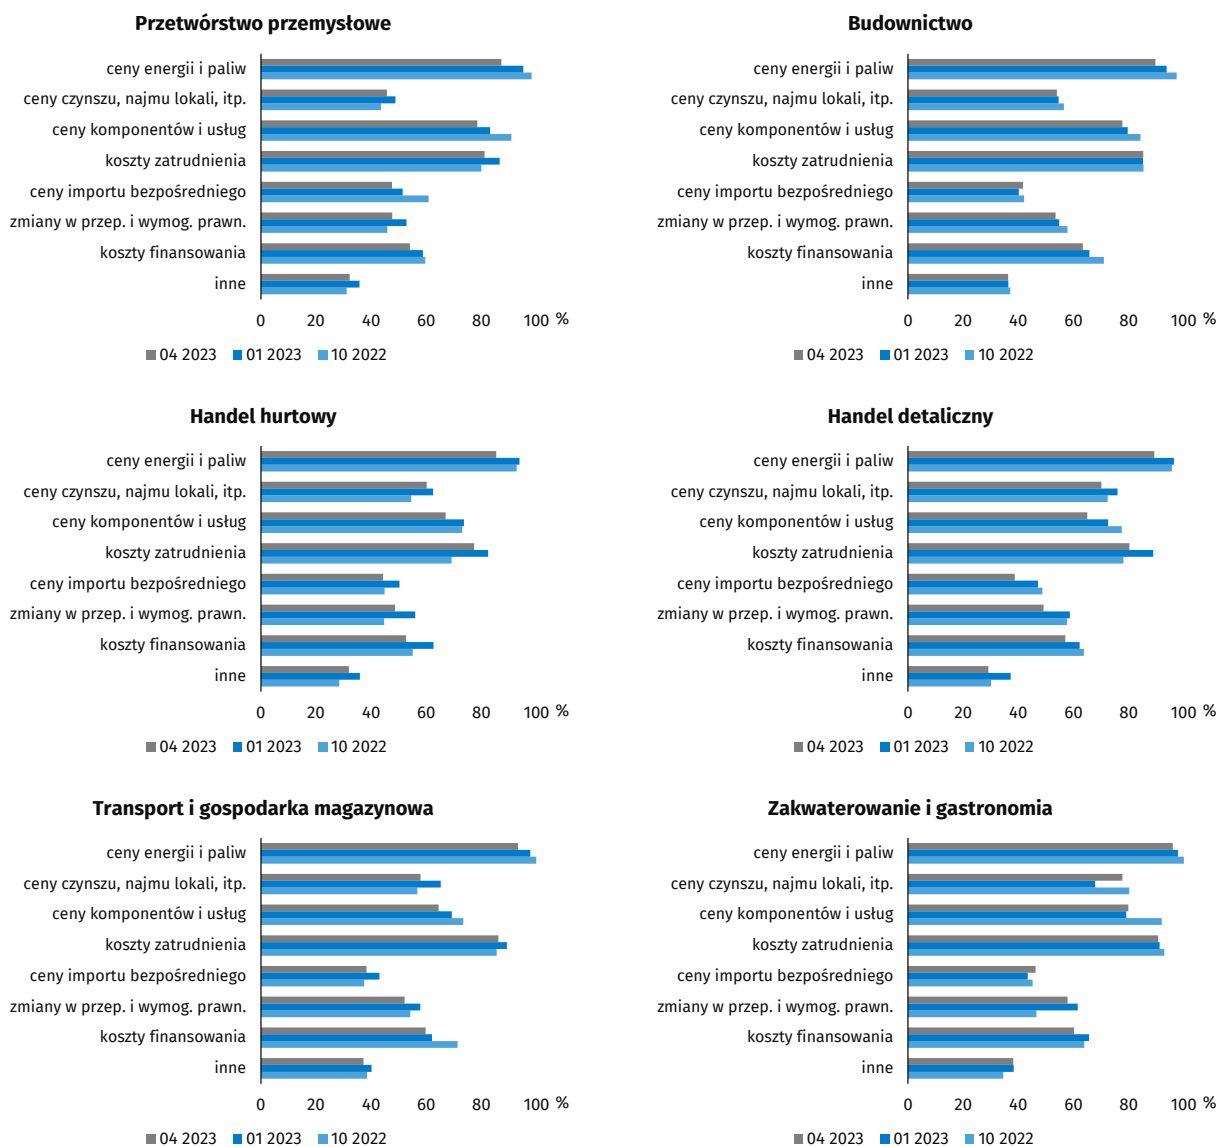 Przetwórstwo przemysłowe
ceny energii i paliw
ceny czynszu, najmu lokali, itp.
ceny komponentów i usług
koszty zatrudnienia
ceny importu bezpośredniego
zmiany w przep. i wymog. prawn.
koszty finansowania
inne
0 20 40 60 80 100 %
04 2023 01 2023 10 2022
Budownictwo
ceny energii i paliw
ceny czynszu, najmu lokali, itp.
ceny komponentów i usług
koszty zatrudnienia
ceny importu bezpośredniego
zmiany w przep. i wymog. prawn.
koszty finansowania
inne
0 20 40 60 80 100 %
04 2023 01 2023 10 2022
Handel hurtowy
ceny energii i paliw
ceny czynszu, najmu lokali, itp.
ceny komponentów i usług
koszty zatrudnienia
ceny importu bezpośredniego
zmiany w przep. i wymog. prawn.
koszty finansowania
inne
0 20 40 60 80 100 %
04 2023 01 2023 10 2022
Handel detaliczny
ceny energii i paliw
ceny czynszu, najmu lokali, itp.
ceny komponentów i usług
koszty zatrudnienia
ceny importu bezpośredniego
zmiany w przep. i wymog. prawn.
koszty finansowania
inne
0 20 40 60 80 100 %
04 2023 01 2023 10 2022
Transport i gospodarka magazynowa
ceny energii i paliw
ceny czynszu, najmu lokali, itp.
ceny komponentów i usług
koszty zatrudnienia
ceny importu bezpośredniego
zmiany w przep. i wymog. prawn.
koszty finansowania
inne
0 20 40 60 80 100 %
04 2023 01 2023 10 2022
Zakwaterowanie i gastronomia
ceny energii i paliw
ceny czynszu, najmu lokali, itp.
ceny komponentów i usług
koszty zatrudnienia
ceny importu bezpośredniego
zmiany w przep. i wymog. prawn.
koszty finansowania
inne
0 20 40 60 80 100 %
04 2023 01 2023 10 2022